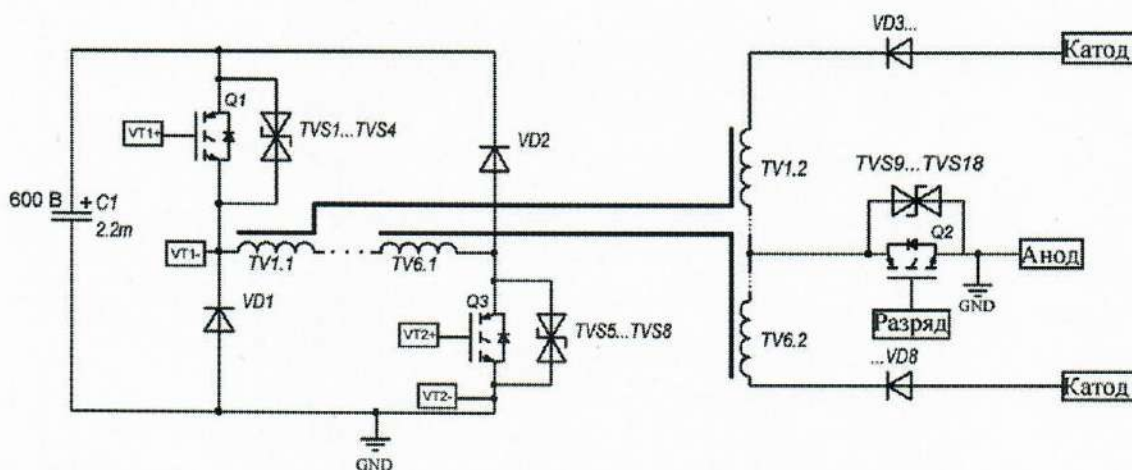 VD3...
Катод
Q1
VT1+
TVS1...TVS4
VD2
TV1.2
TVS9...TVS18
600 В
+ C1
2.2m
Q2
VT1-
Анод
TV1.1
TV6.1
GND
VD1
Q3
Разряд
VT2+
TVS5...TVS8
TV6.2
...VD8
VT2-
Катод
GND